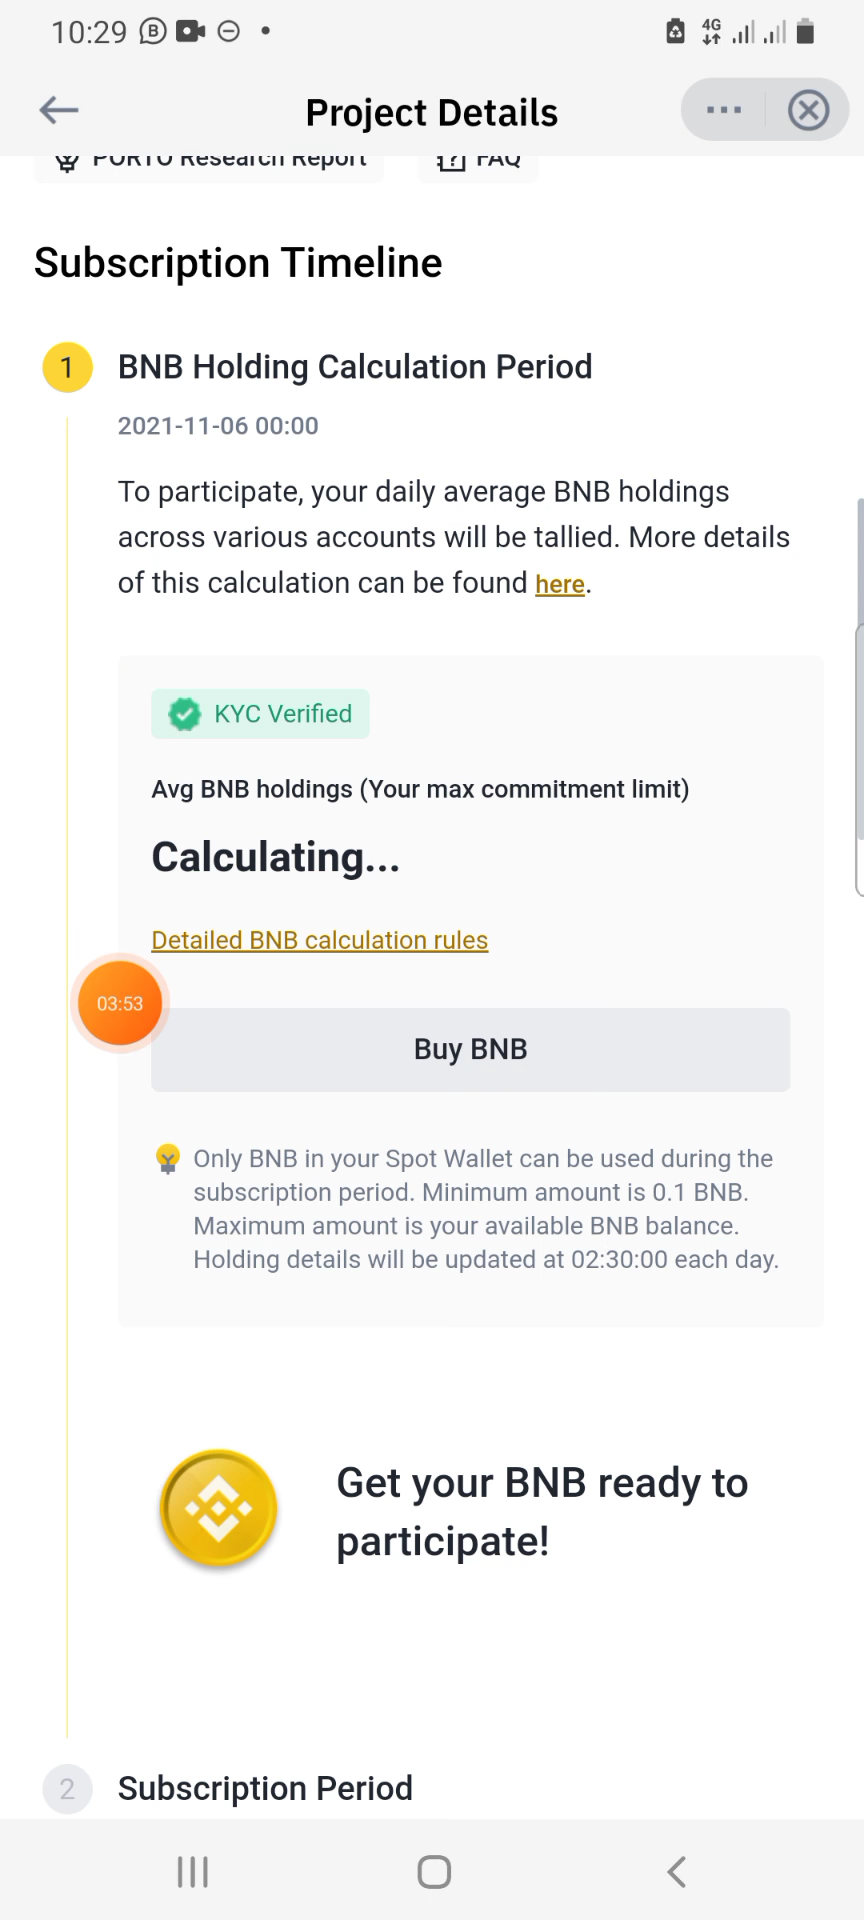 10:29
4G
Project Details
PORTO Research Report
FAQ
Subscription Timeline
1
BNB Holding Calculation Period
2021-11-06 00:00
To participate, your daily average BNB holdings
across various accounts will be tallied. More details
of this calculation can be found here.
KYC Verified
Avg BNB holdings (Your max commitment limit)
Calculating...
Detailed BNB calculation rules
03:53
Buy BNB
Only BNB in your Spot Wallet can be used during the
subscription period. Minimum amount is 0.1 BNB.
Maximum amount is your available BNB balance.
Holding details will be updated at 02:30:00 each day.
Get your BNB ready to
participate!
2
Subscription Period